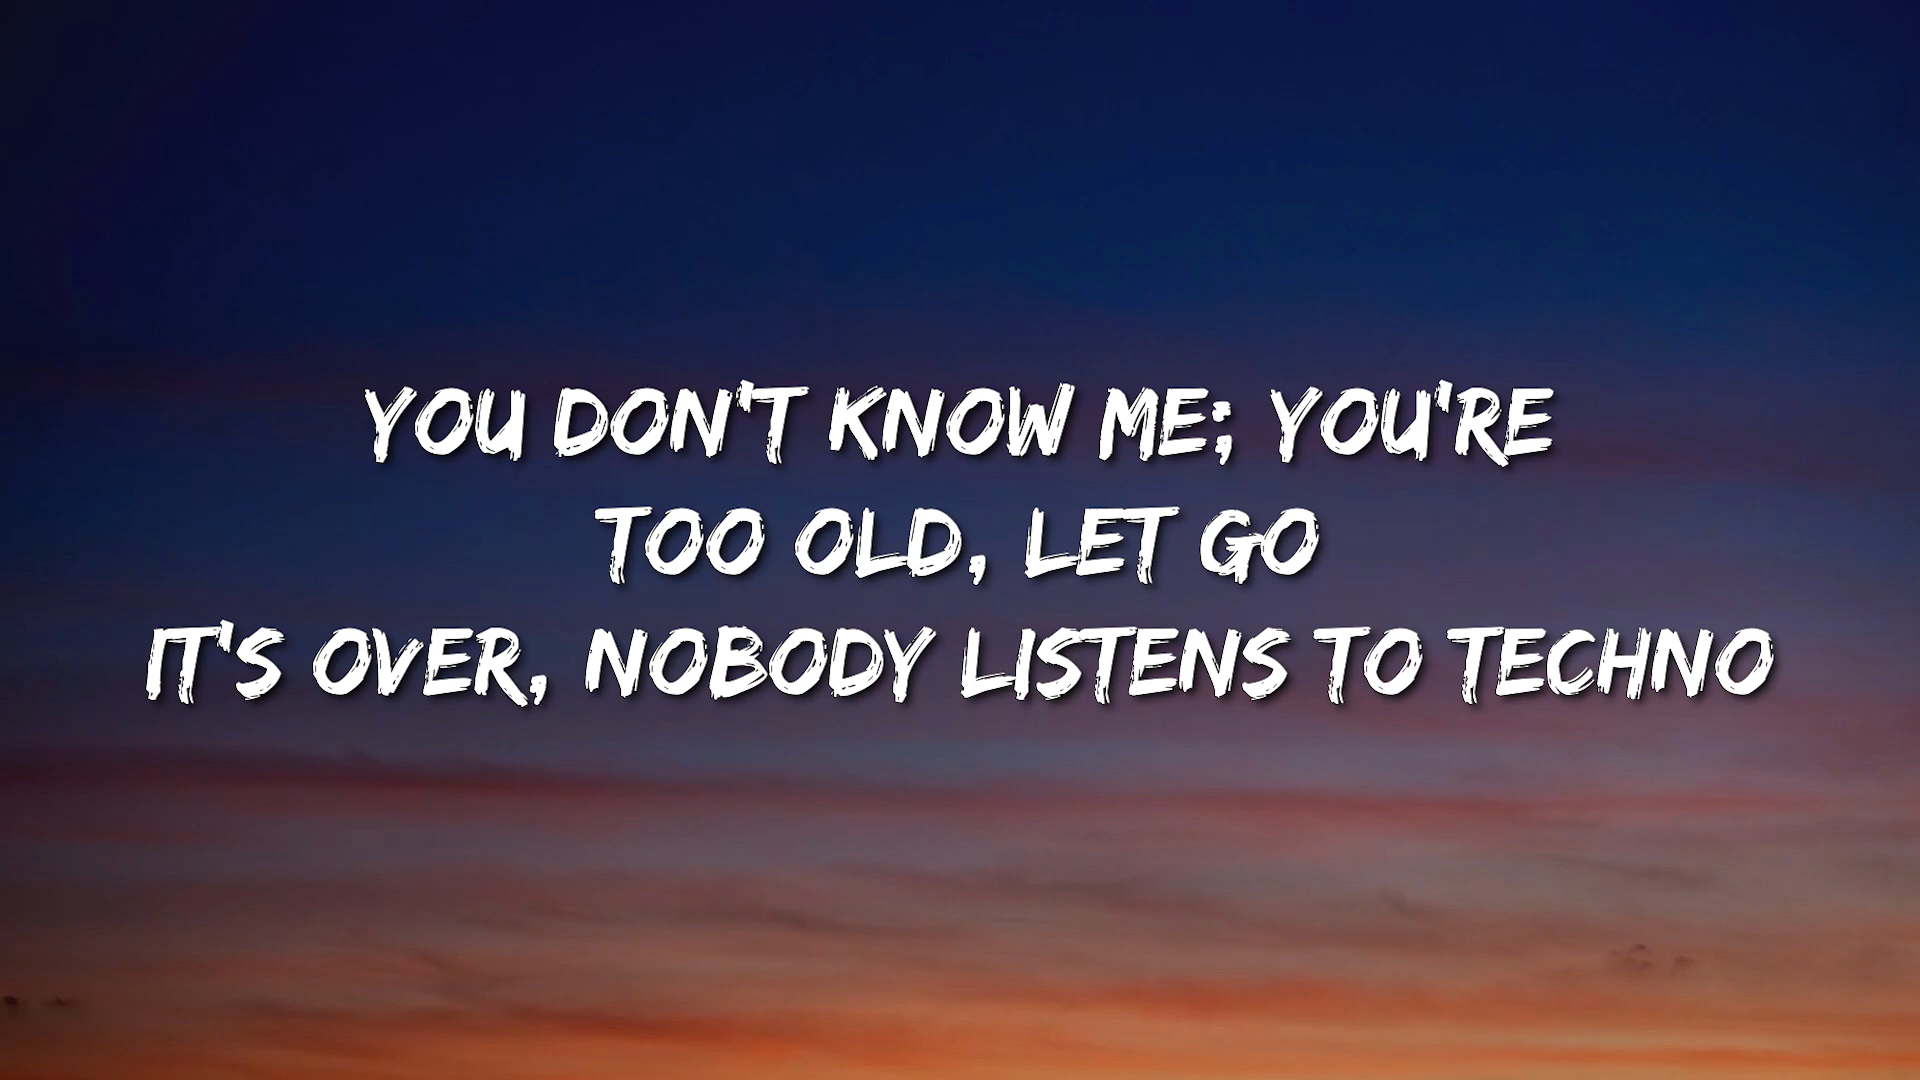 YOU DON'T KNOW ME; YOU'RE
TOO OLD, LET GO
IT'S OVER, NOBODY LISTENS TO TECHNO